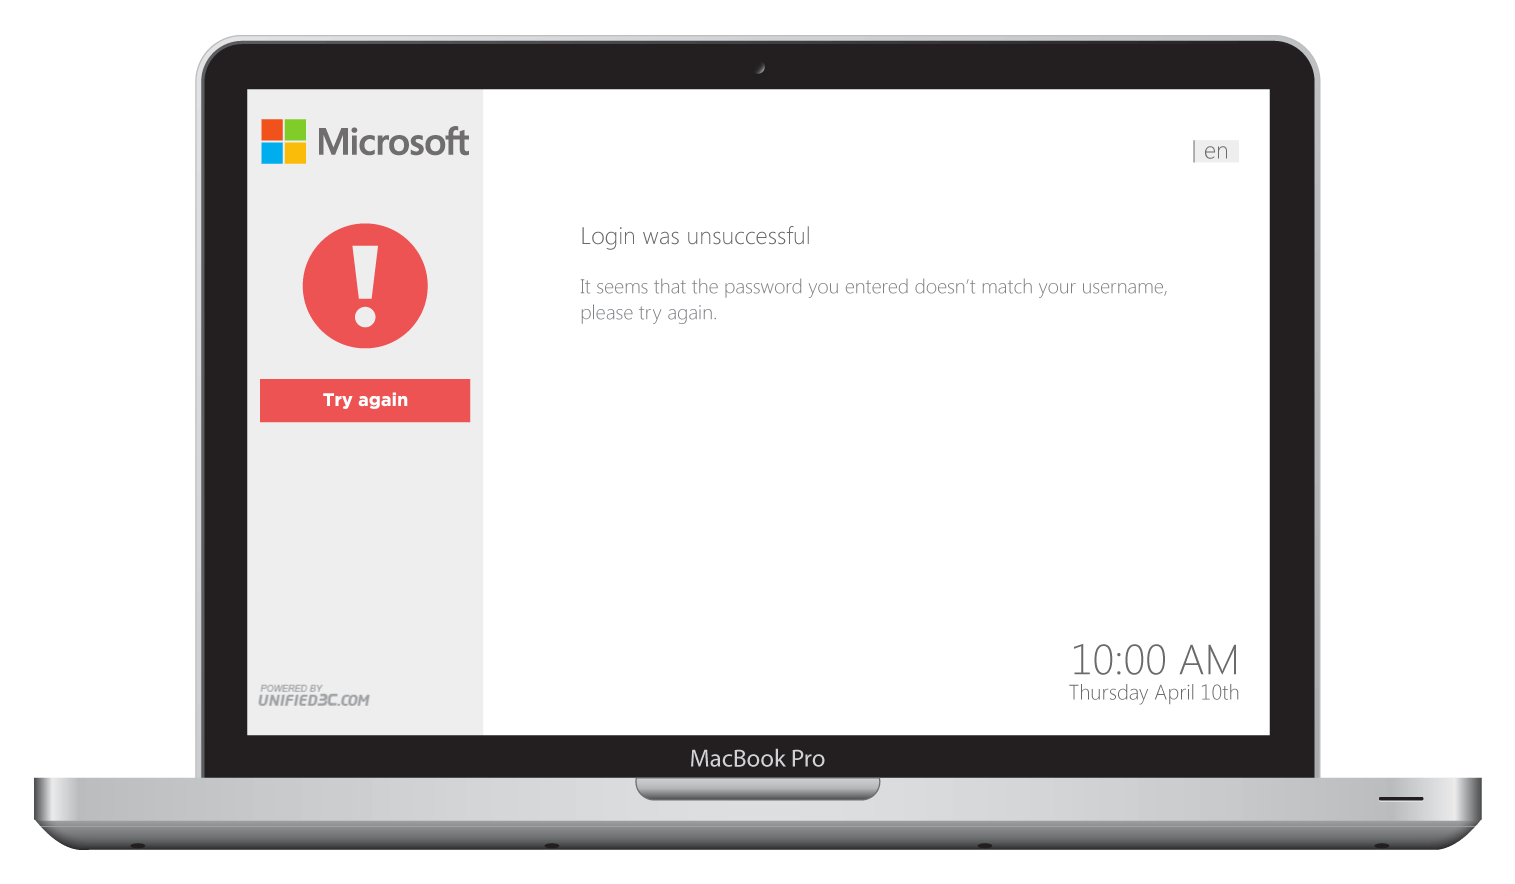 Microsoft
en
Login was unsuccessful
It seems that the password you entered doesn't match your username,
please try again.
Try again
10:00 AM
Thursday April 10th
POWERED BY
UNIFIED3C.COM
MacBook Pro